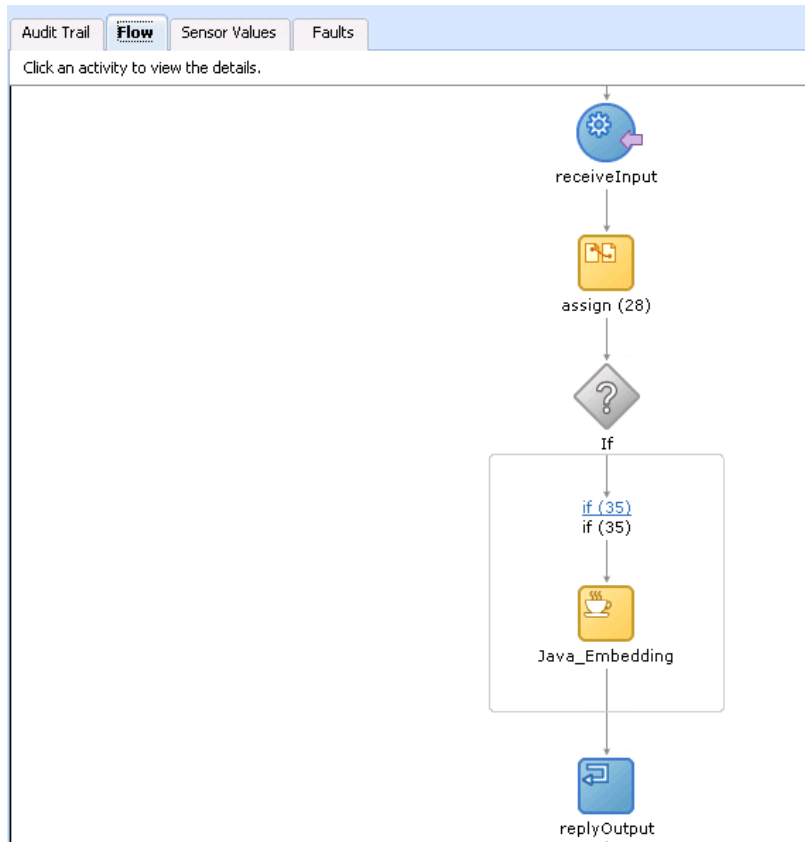 Audit Trail Flow Sensor Values Faults
Click an activity to view the details.
receiveInput
assign (28)
?
If
if (35)
if (35)
Java_Embedding
replyOutput